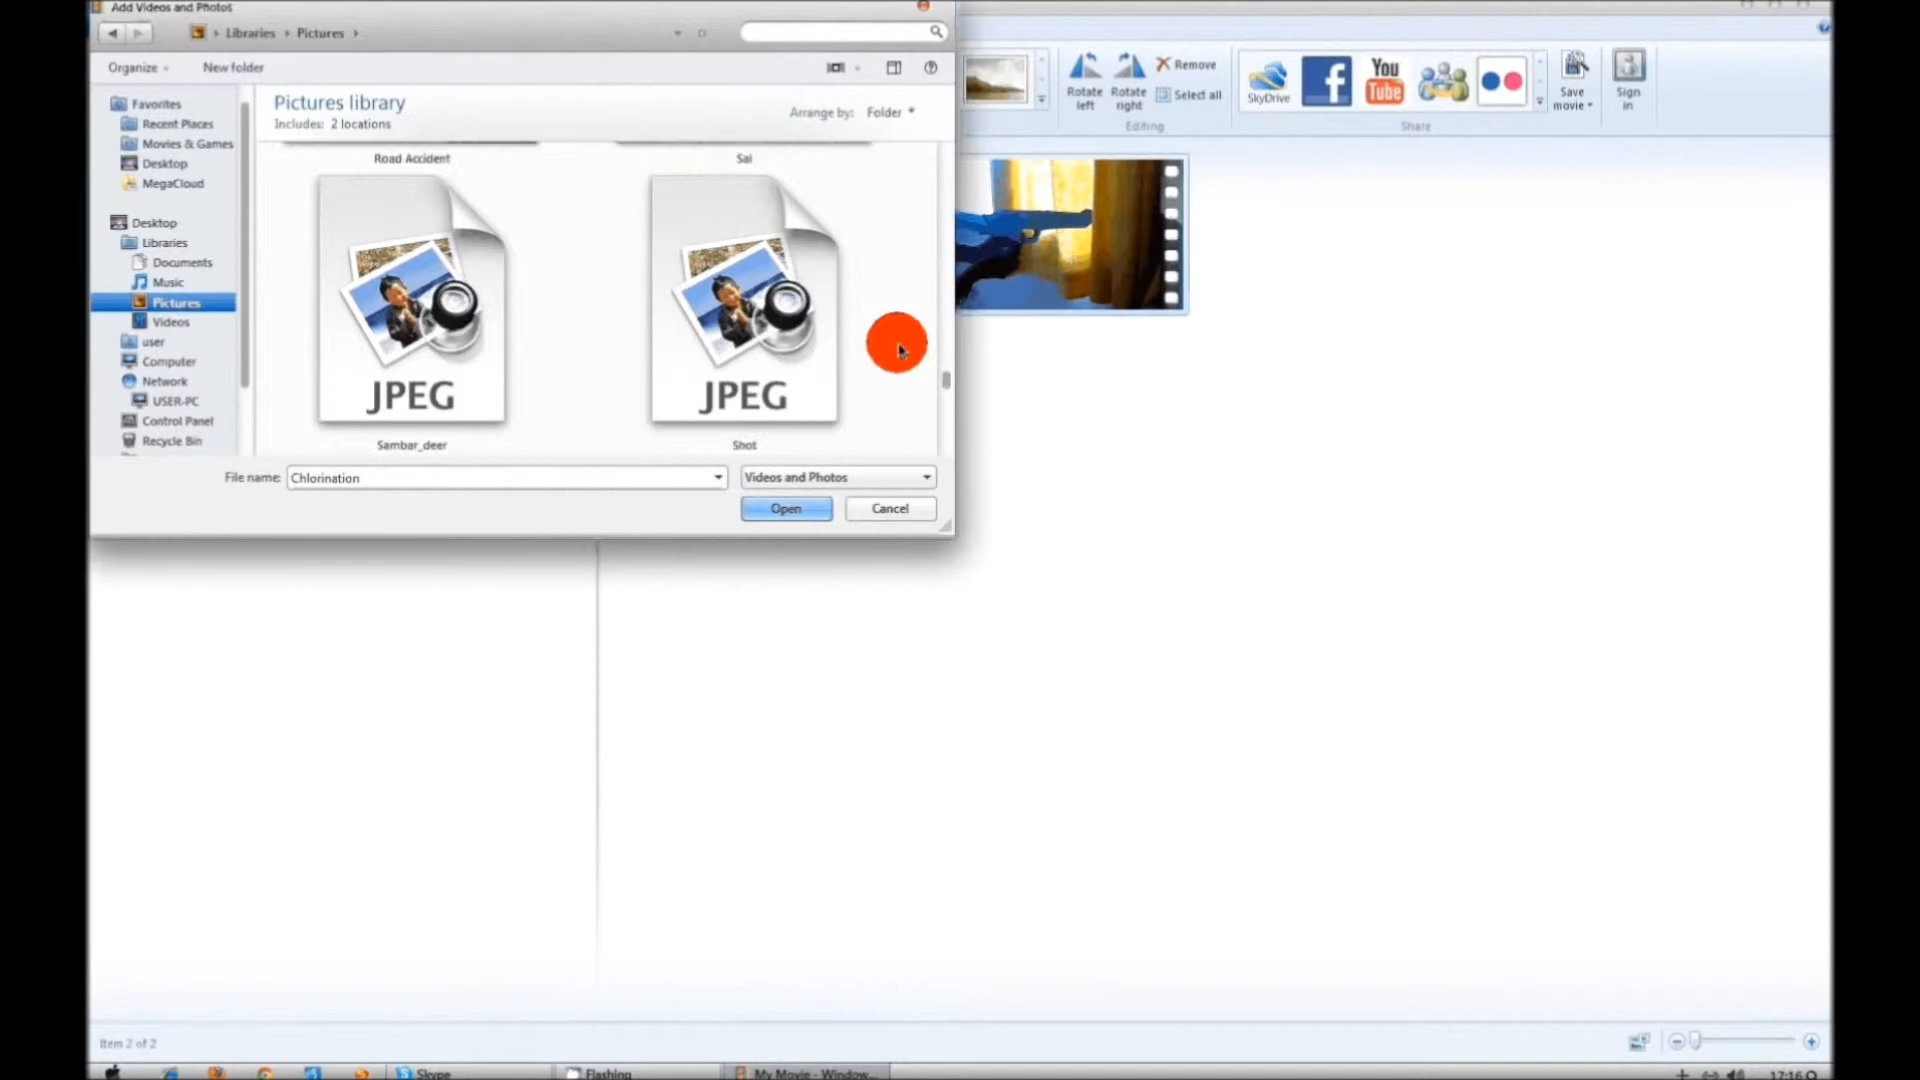 Add Videos and Photos
Libraries
Pictures
Organize
New folder
Favorites
Recent Places
Movies & Games
Desktop
MegaCloud
Desktop
Libraries
Documents
Music
Pictures
Videos
user
Computer
Network
USER-PC
Control Panel
Recycle Bin
Pictures library
Includes: 2 locations
Arrange by: Folder
Road Accident
Sal
JPEG
JPEG
Sambar_deer
Shot
File name: Chlorination
Videos and Photos
Open
Cancel
Rotate left
Rotate right
Remove
Select all
Editing
SkyDrive
f
You Tube
Save movie
Sign in
Share
Item 2 of 2
Skype
Flashing
My Movie - Window...
17:16